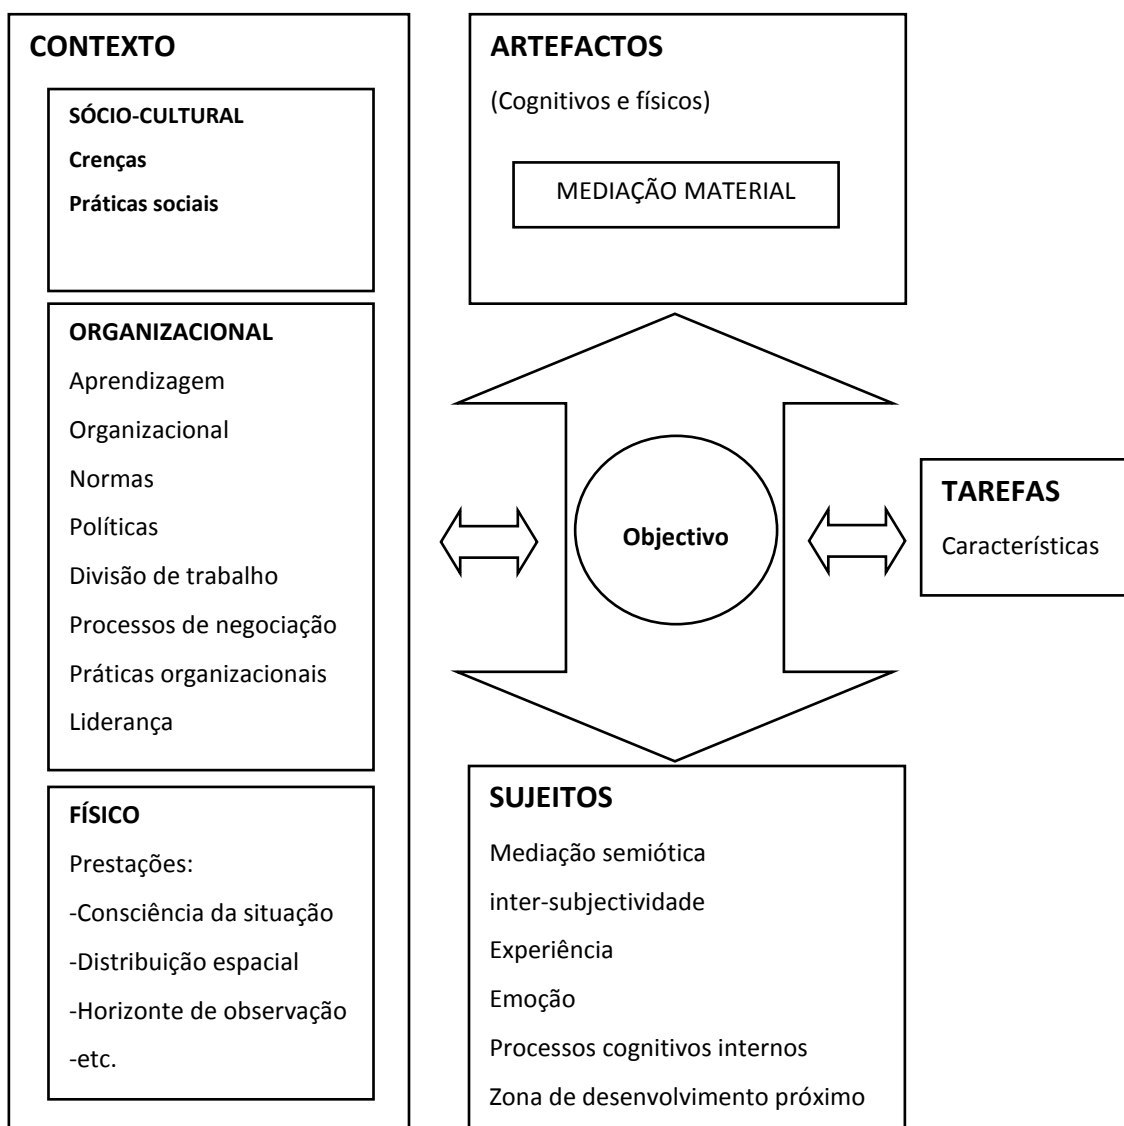 CONTEXTO
SÓCIO-CULTURAL
Crenças
Práticas sociais
ORGANIZACIONAL
Aprendizagem
Organizacional
Normas
Políticas
Divisão de trabalho
Processos de negociação
Práticas organizacionais
Liderança
FÍSICO
Prestações:
-Consciência da situação
-Distribuição espacial
-Horizonte de observação
-etc.
ARTEFACTOS
(Cognitivos e físicos)
MEDIAÇÃO MATERIAL
Objectivo
TAREFAS
Características
SUJEITOS
Mediação semiótica
inter-subjectividade
Experiência
Emoção
Processos cognitivos internos
Zona de desenvolvimento próximo